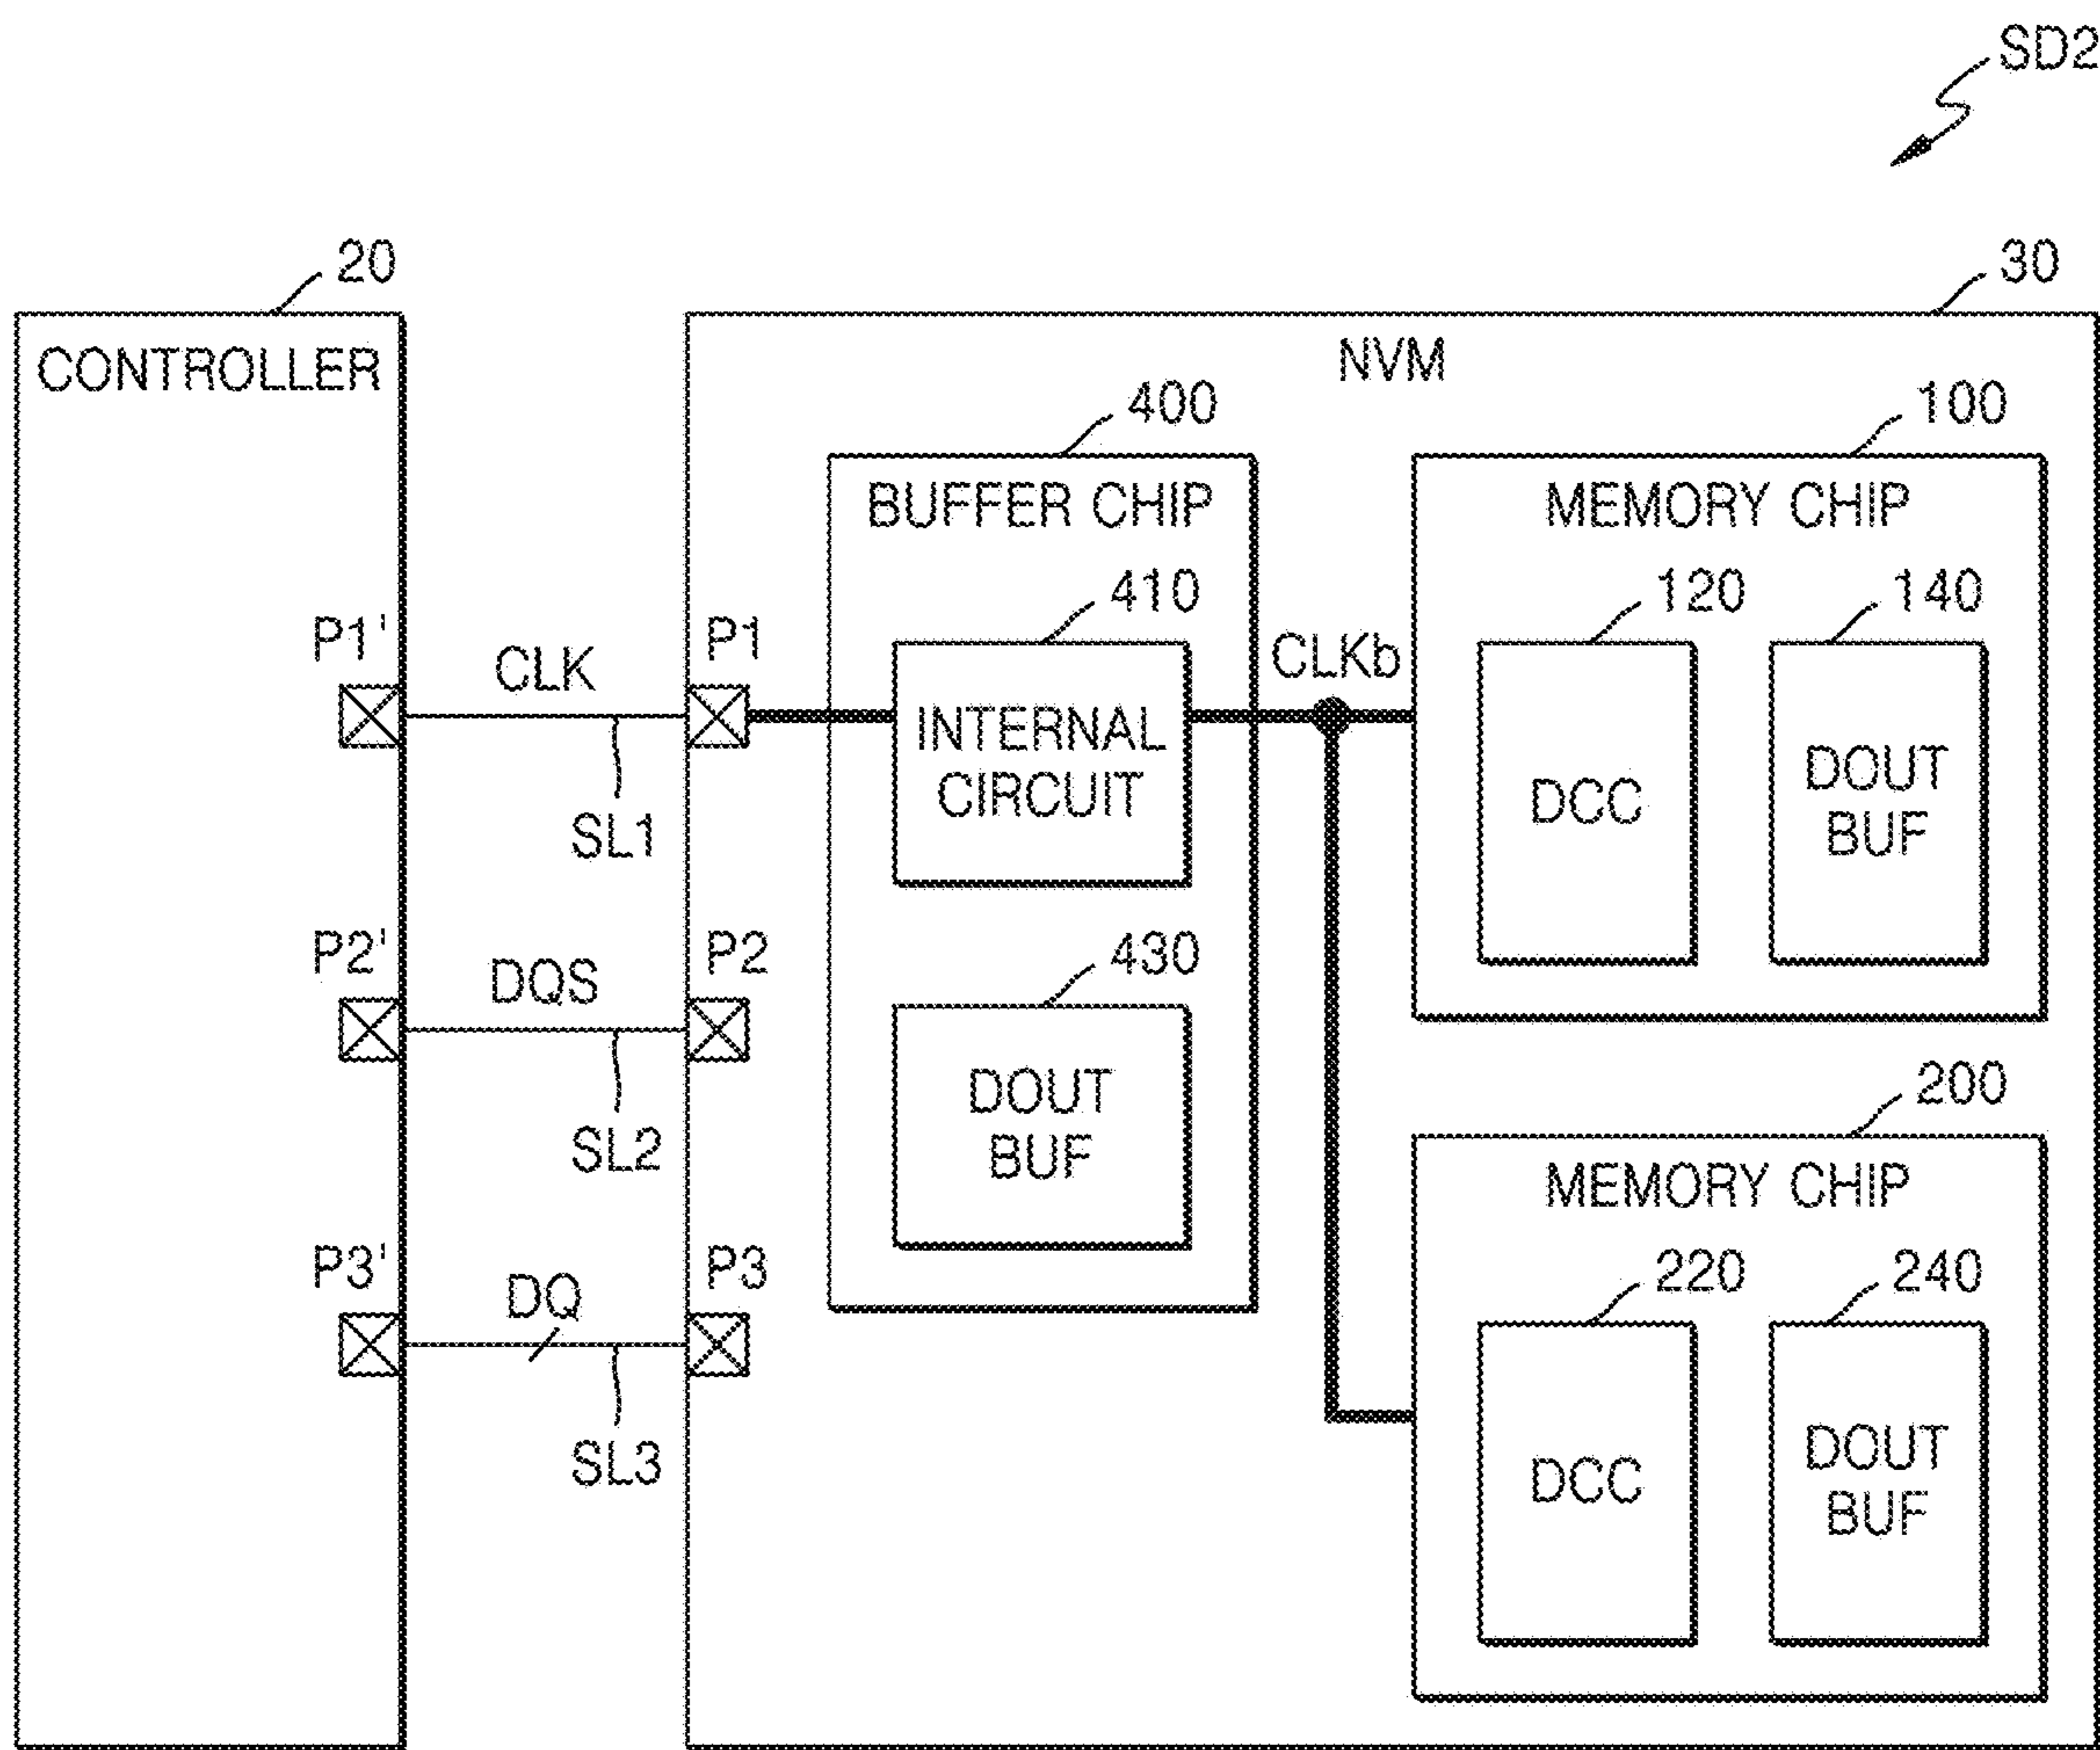 SD2
20
30
CONTROLLER
NVM
400
100
BUFFER CHIP
MEMORY CHIP
410
120
140
P1'
CLK
P1
CLKb
INTERNAL
CIRCUIT
DCC
DOUT
BUF
SL1
P2'
DQS
P2
430
SL2
DOUT
BUF
200
MEMORY CHIP
P3'
DQ
P3
220
240
SL3
DCC
DOUT
BUF